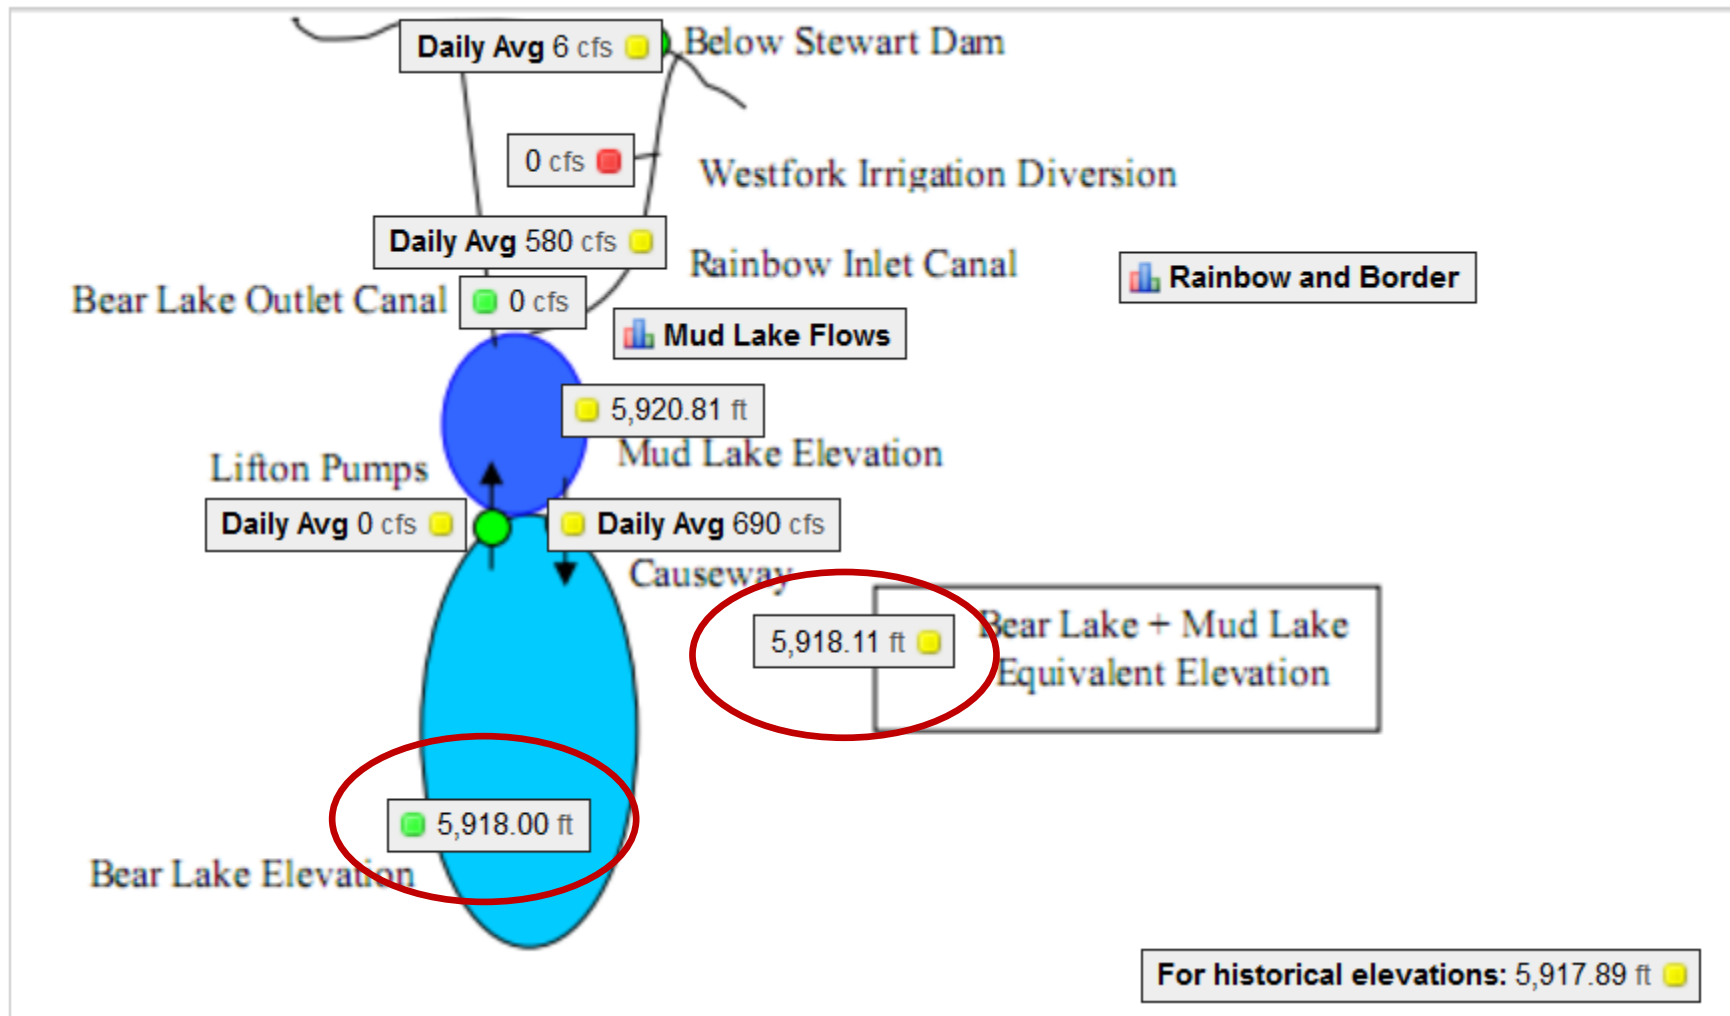 Daily Avg 6 cfs
Below Stewart Dam
0 cfs
Westfork Irrigation Diversion
Daily Avg 580 cfs
Rainbow Inlet Canal
Rainbow and Border
Bear Lake Outlet Canal
0 cfs
Mud Lake Flows
5,920.81 ft
Mud Lake Elevation
Lifton Pumps
Daily Avg 0 cfs
Daily Avg 690 cfs
Causeway
5,918.11 ft
Bear Lake + Mud Lake
Equivalent Elevation
5,918.00 ft
Bear Lake Elevation
For historical elevations: 5,917.89 ft